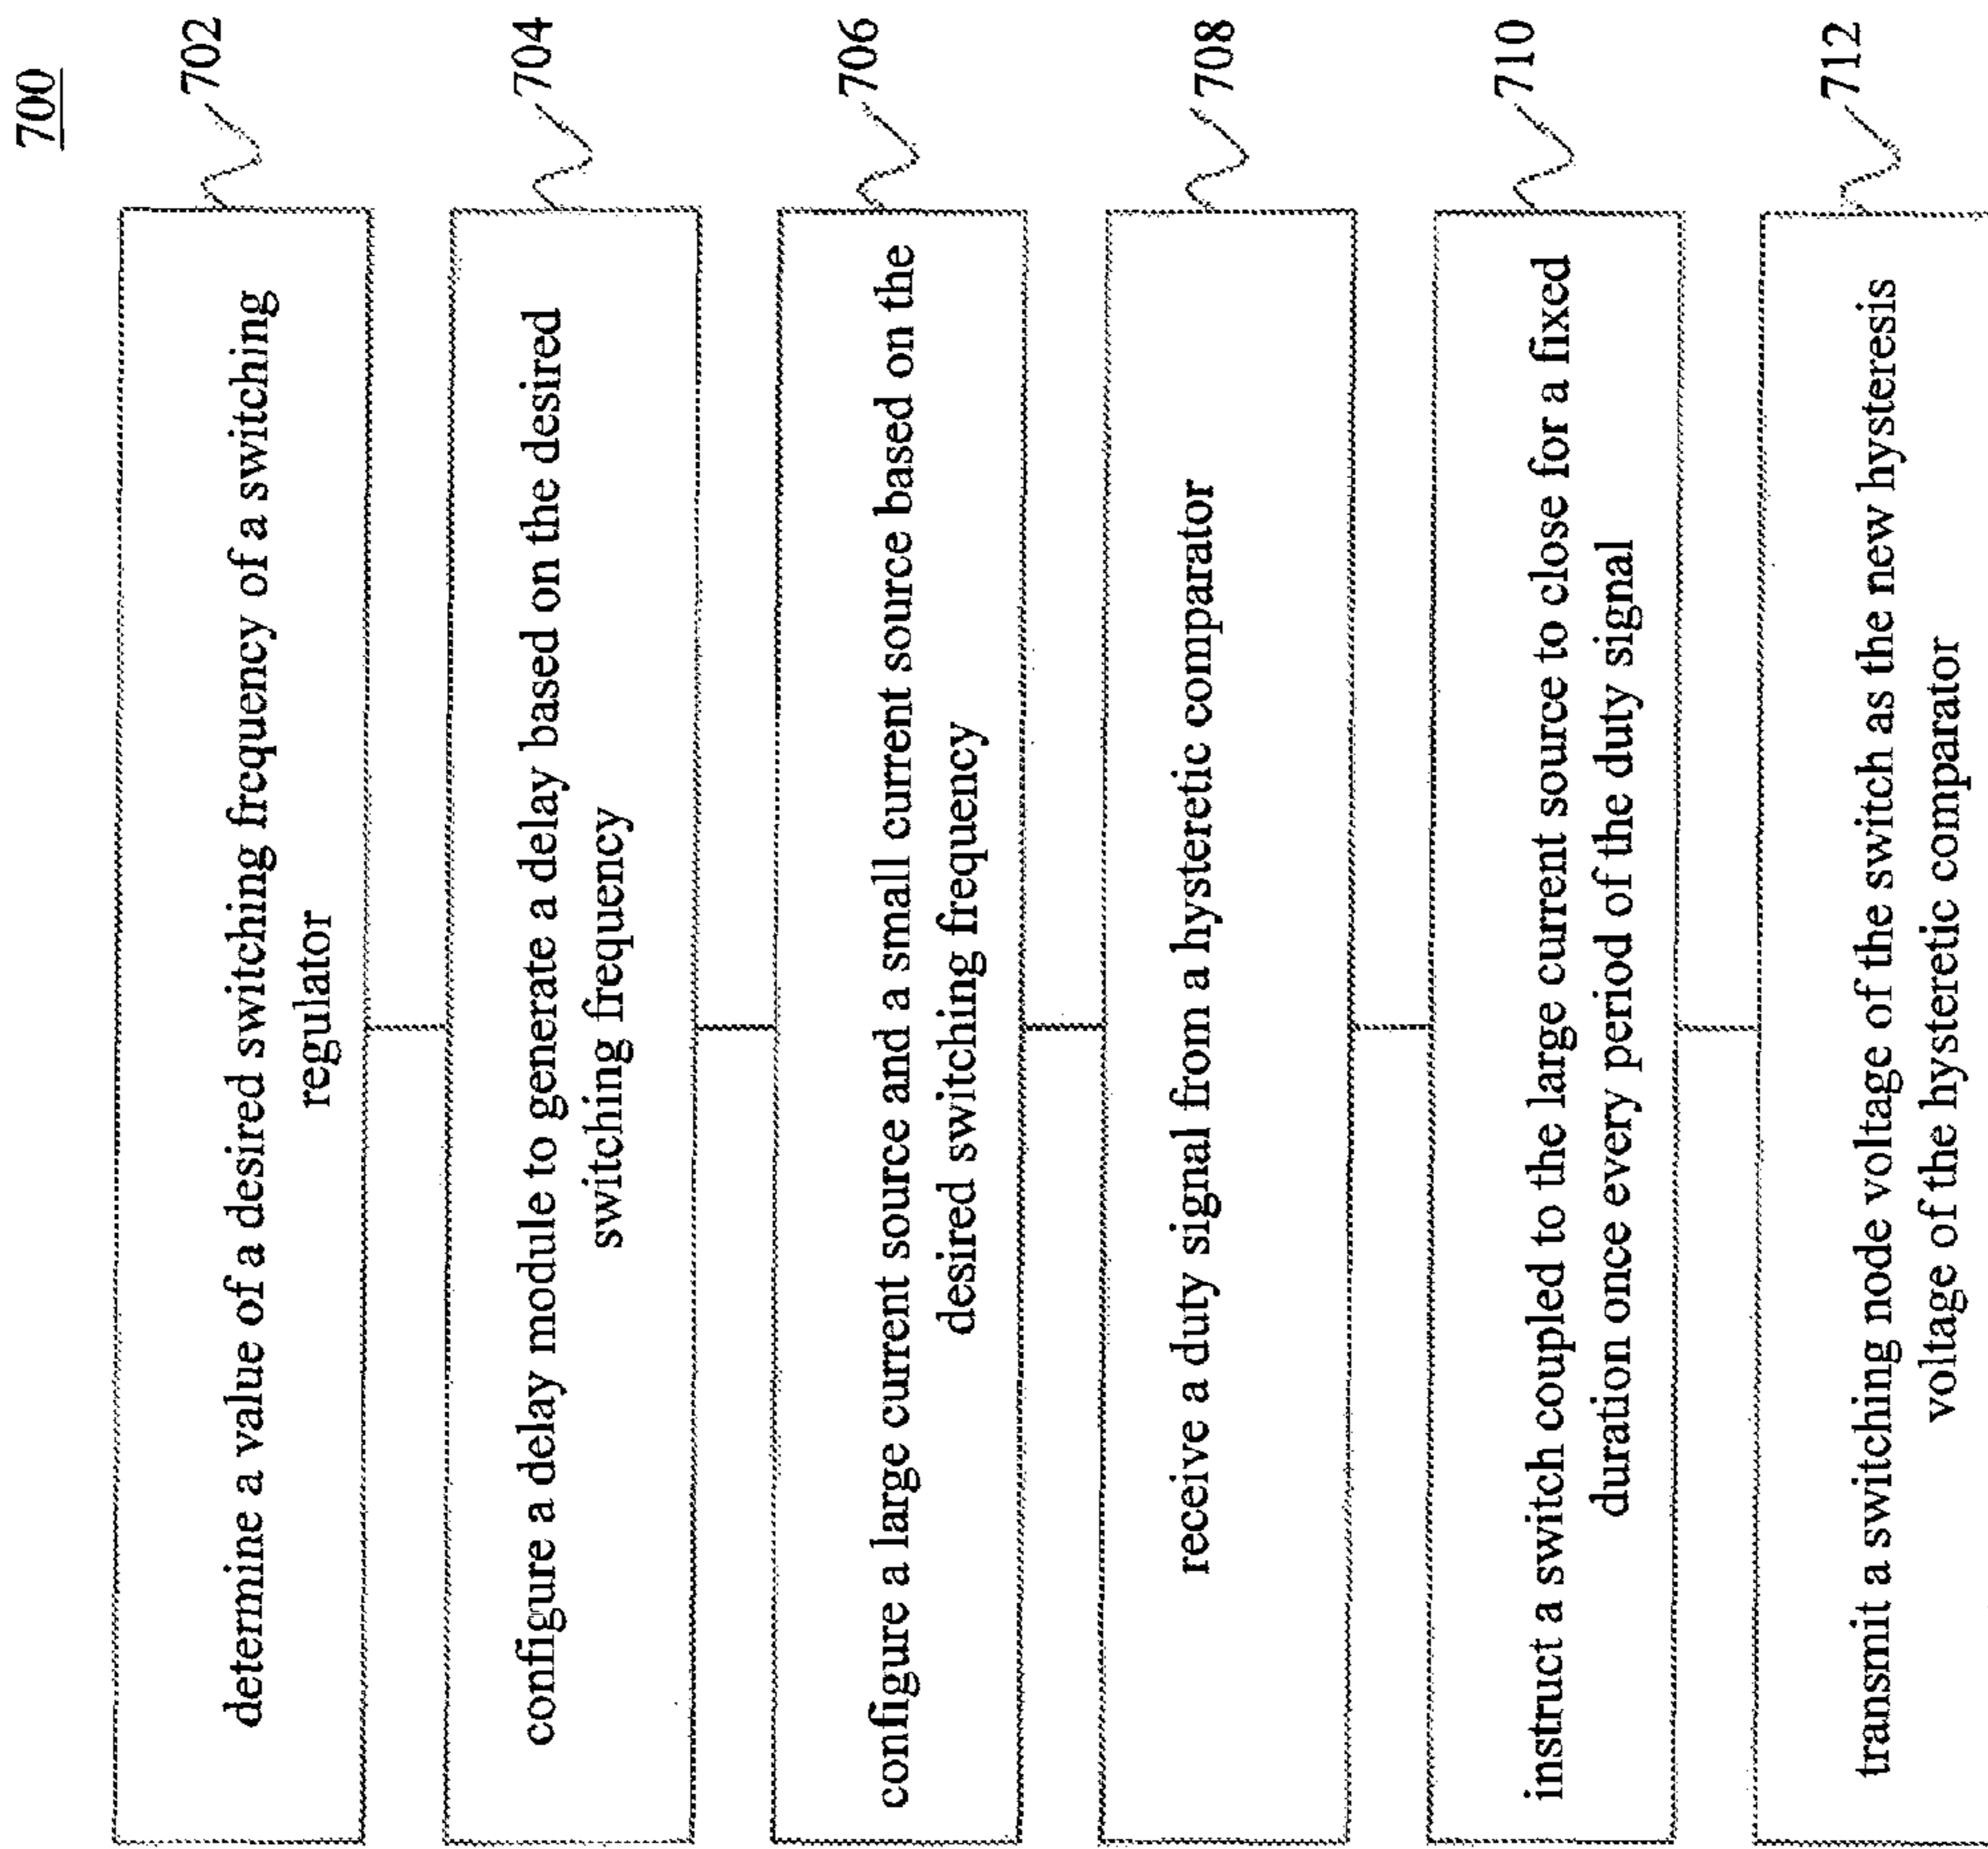 700
determine a value of a desired switching frequency of a switching
regulator
702
configure a delay module to generate a delay based on the desired
switching frequency
704
configure a large current source and a small current source based on the
desired switching frequency
706
receive a duty signal from a hysteretic comparator
708
instruct a switch coupled to the large current source to close for a fixed
duration once every period of the duty signal
710
transmit a switching node voltage of the switch as the new hysteresis
voltage of the hysteretic comparator
712